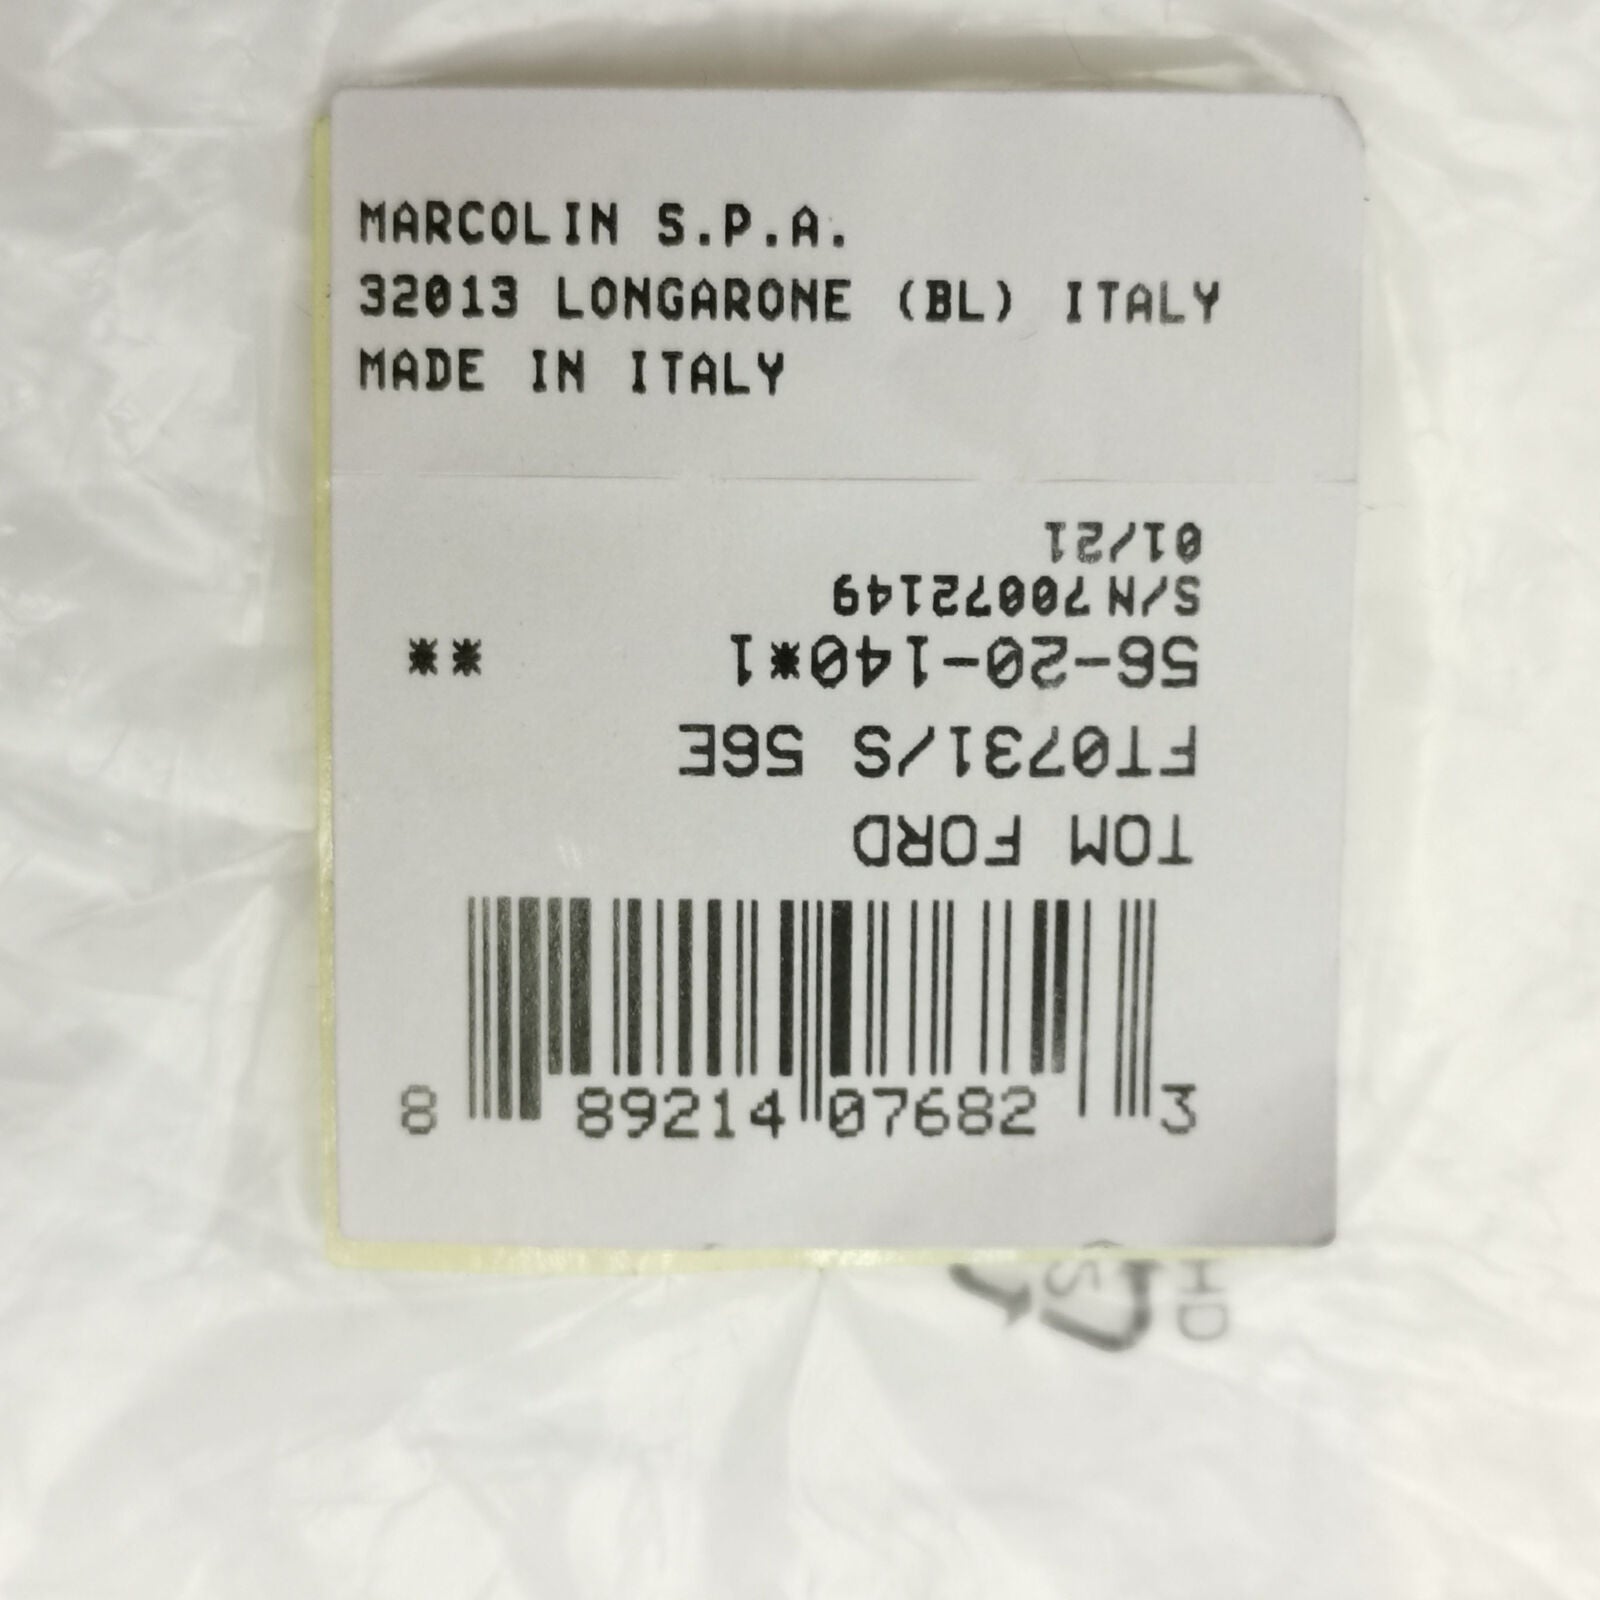 MARCOLIN S.P.A.
32013 LONGARONE (BL) ITALY
MADE IN ITALY
TOM FORD
FT0731/S 56E
56-20-140*1 **
S/N 70072149
01/21
8 89214 07682 3